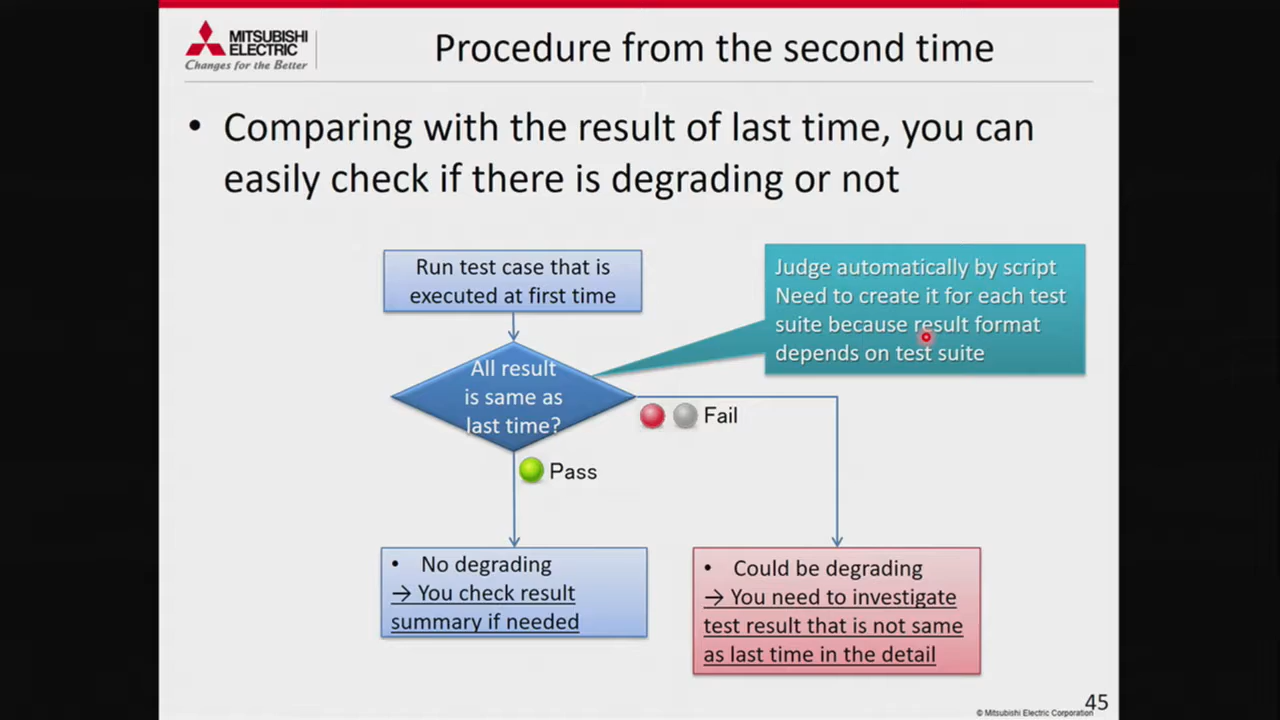 MITSUBISHI
ELECTRIC
Changes for the Better
Procedure from the second time
• Comparing with the result of last time, you can
easily check if there is degrading or not
Run test case that is
executed at first time
Judge automatically by script
Need to create it for each test
suite because result format
depends on test suite
All result
is same as
last time?
Fail
Pass
• No degrading
→ You check result
summary if needed
• Could be degrading
→ You need to investigate
test result that is not same
as last time in the detail
45
© Mitsubishi Electric Corporation